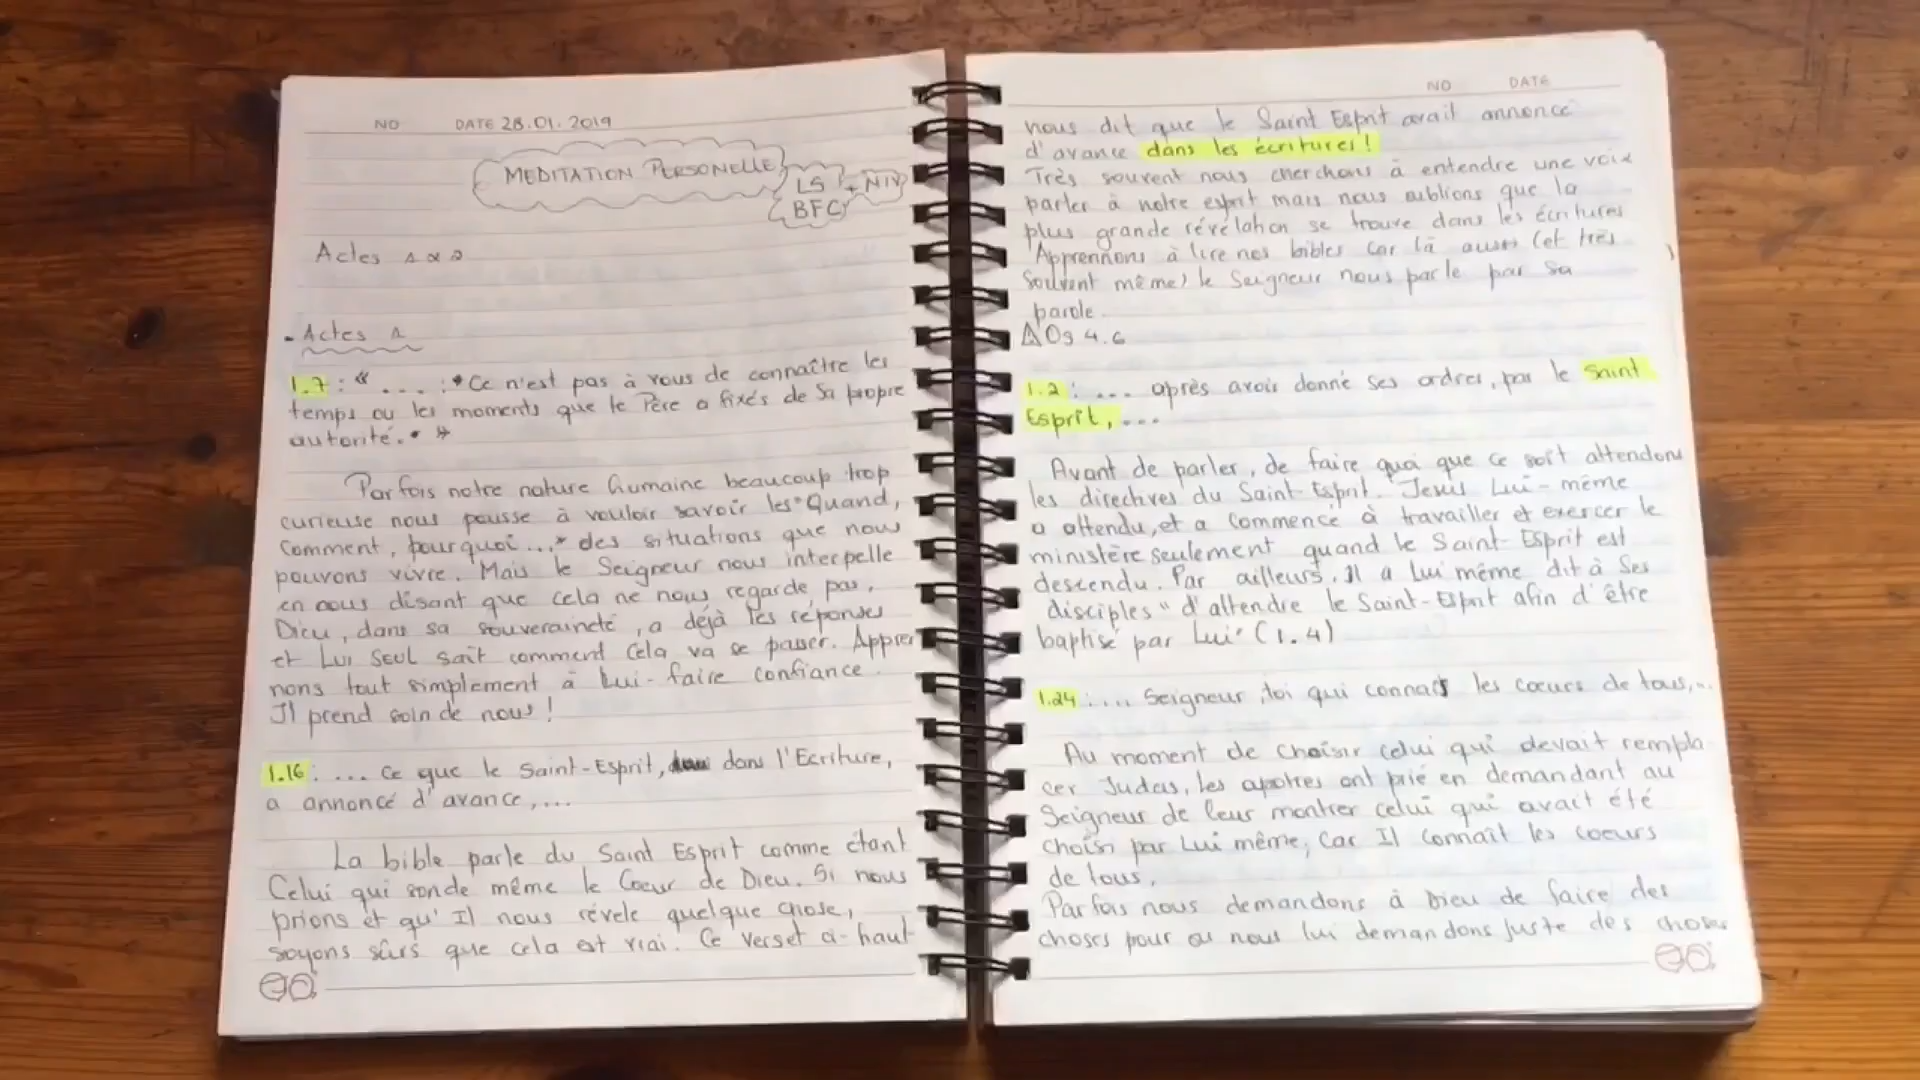 NO DATE 28.01.2019
MEDITATION PERSONELLE
LS + NIV
BFC
Actes 1 & 2
- Actes 1
1.7 : "....: "Ce n'est pas à vous de connaître les
temps ou les moments que le Père a fixés de Sa propre
autorité." "
Parfois notre nature humaine beaucoup trop
curieuse nous pousse à vouloir savoir les "Quand,
Comment, pourquoi..." des situations que nous
pouvons vivre. Mais le Seigneur nous interpelle
en nous disant que cela ne nous regarde pas.
Dieu, dans sa souveraineté, a déjà les réponses
et Lui Seul sait comment Cela va se passer. Appre
nons tout simplement à Lui-faire confiance.
Il prend soin de nous !
1.16 : ... Ce que le Saint-Esprit, dans l'Ecriture,
a annoncé d'avance,...
La bible parle du Saint Esprit comme étant
Celui qui sonde même le Coeur de Dieu. Si nous
prions et qu'Il nous révele quelque chose,
soyons sûrs que cela est vrai. Ce verset ci-haut
NO DATE
nous dit que le Saint Esprit avait annoncé
d'avance dans les écritures !
Très souvent nous cherchons à entendre une voix
parler à notre esprit mais nous oublions que la
plus grande révélation se trouve dans les écritures
Apprennons à lire nos bibles car là aussi (et très
Souvent même) le Seigneur nous parle par Sa
parole.
Os 4.6
1.2 : ... après avoir donné ses ordres, par le Saint
Esprit,...
Avant de parler, de faire quoi que ce soit attendons
les directives du Saint-Esprit. Jesus Lui-même
a attendu, et a commencé à travailler et exercer le
ministère seulement quand le Saint-Esprit est
descendu. Par ailleurs, Il a Lui même dit à Ses
disciples "d'attendre le Saint-Esprit afin d'être
baptisé par Lui" (1.4)
1.24 : .... Seigneur, toi qui connais les coeurs de tous,...
Au moment de choisir celui qui devait rempla
cer Judas, les apotres ont prié en demandant au
Seigneur de leur montrer celui qui avait été
choisi par Lui même, Car Il connaît les coeurs
de tous.
Parfois nous demandons à Dieu de faire des
choses pour ou nous lui demandons juste des choses